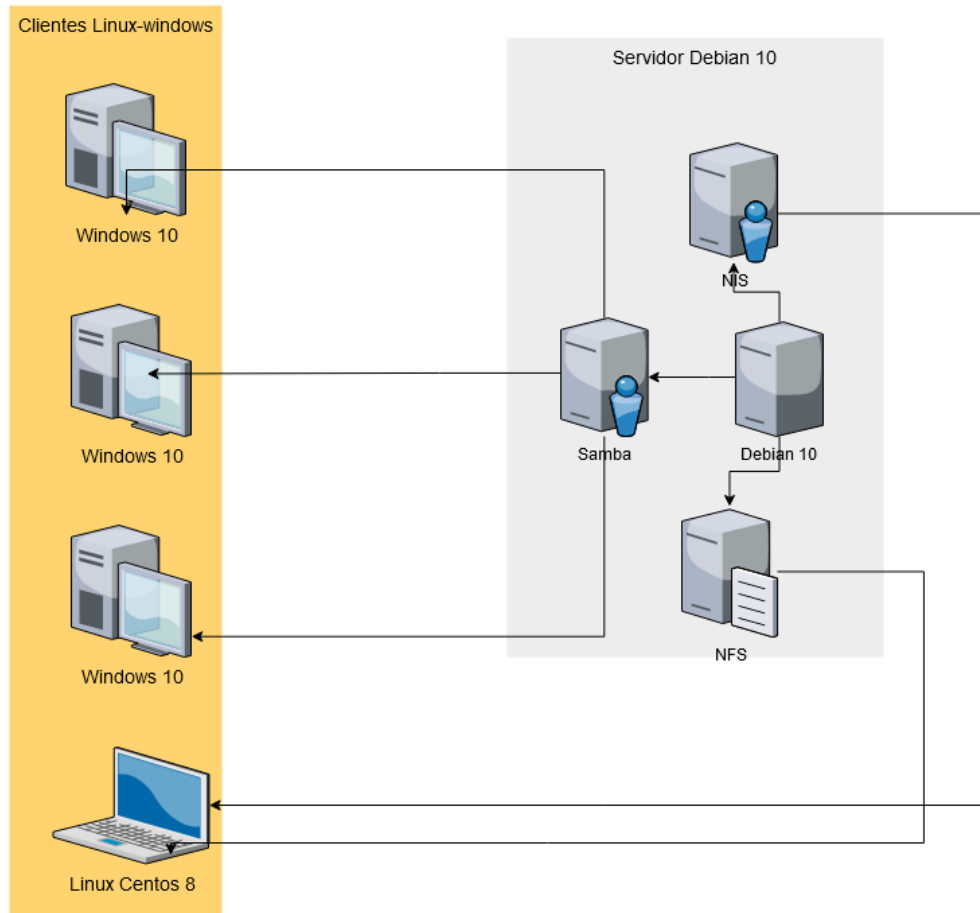 Clientes Linux-windows
Servidor Debian 10
Windows 10
NIS
Windows 10
Samba
Debian 10
Windows 10
NFS
Linux Centos 8